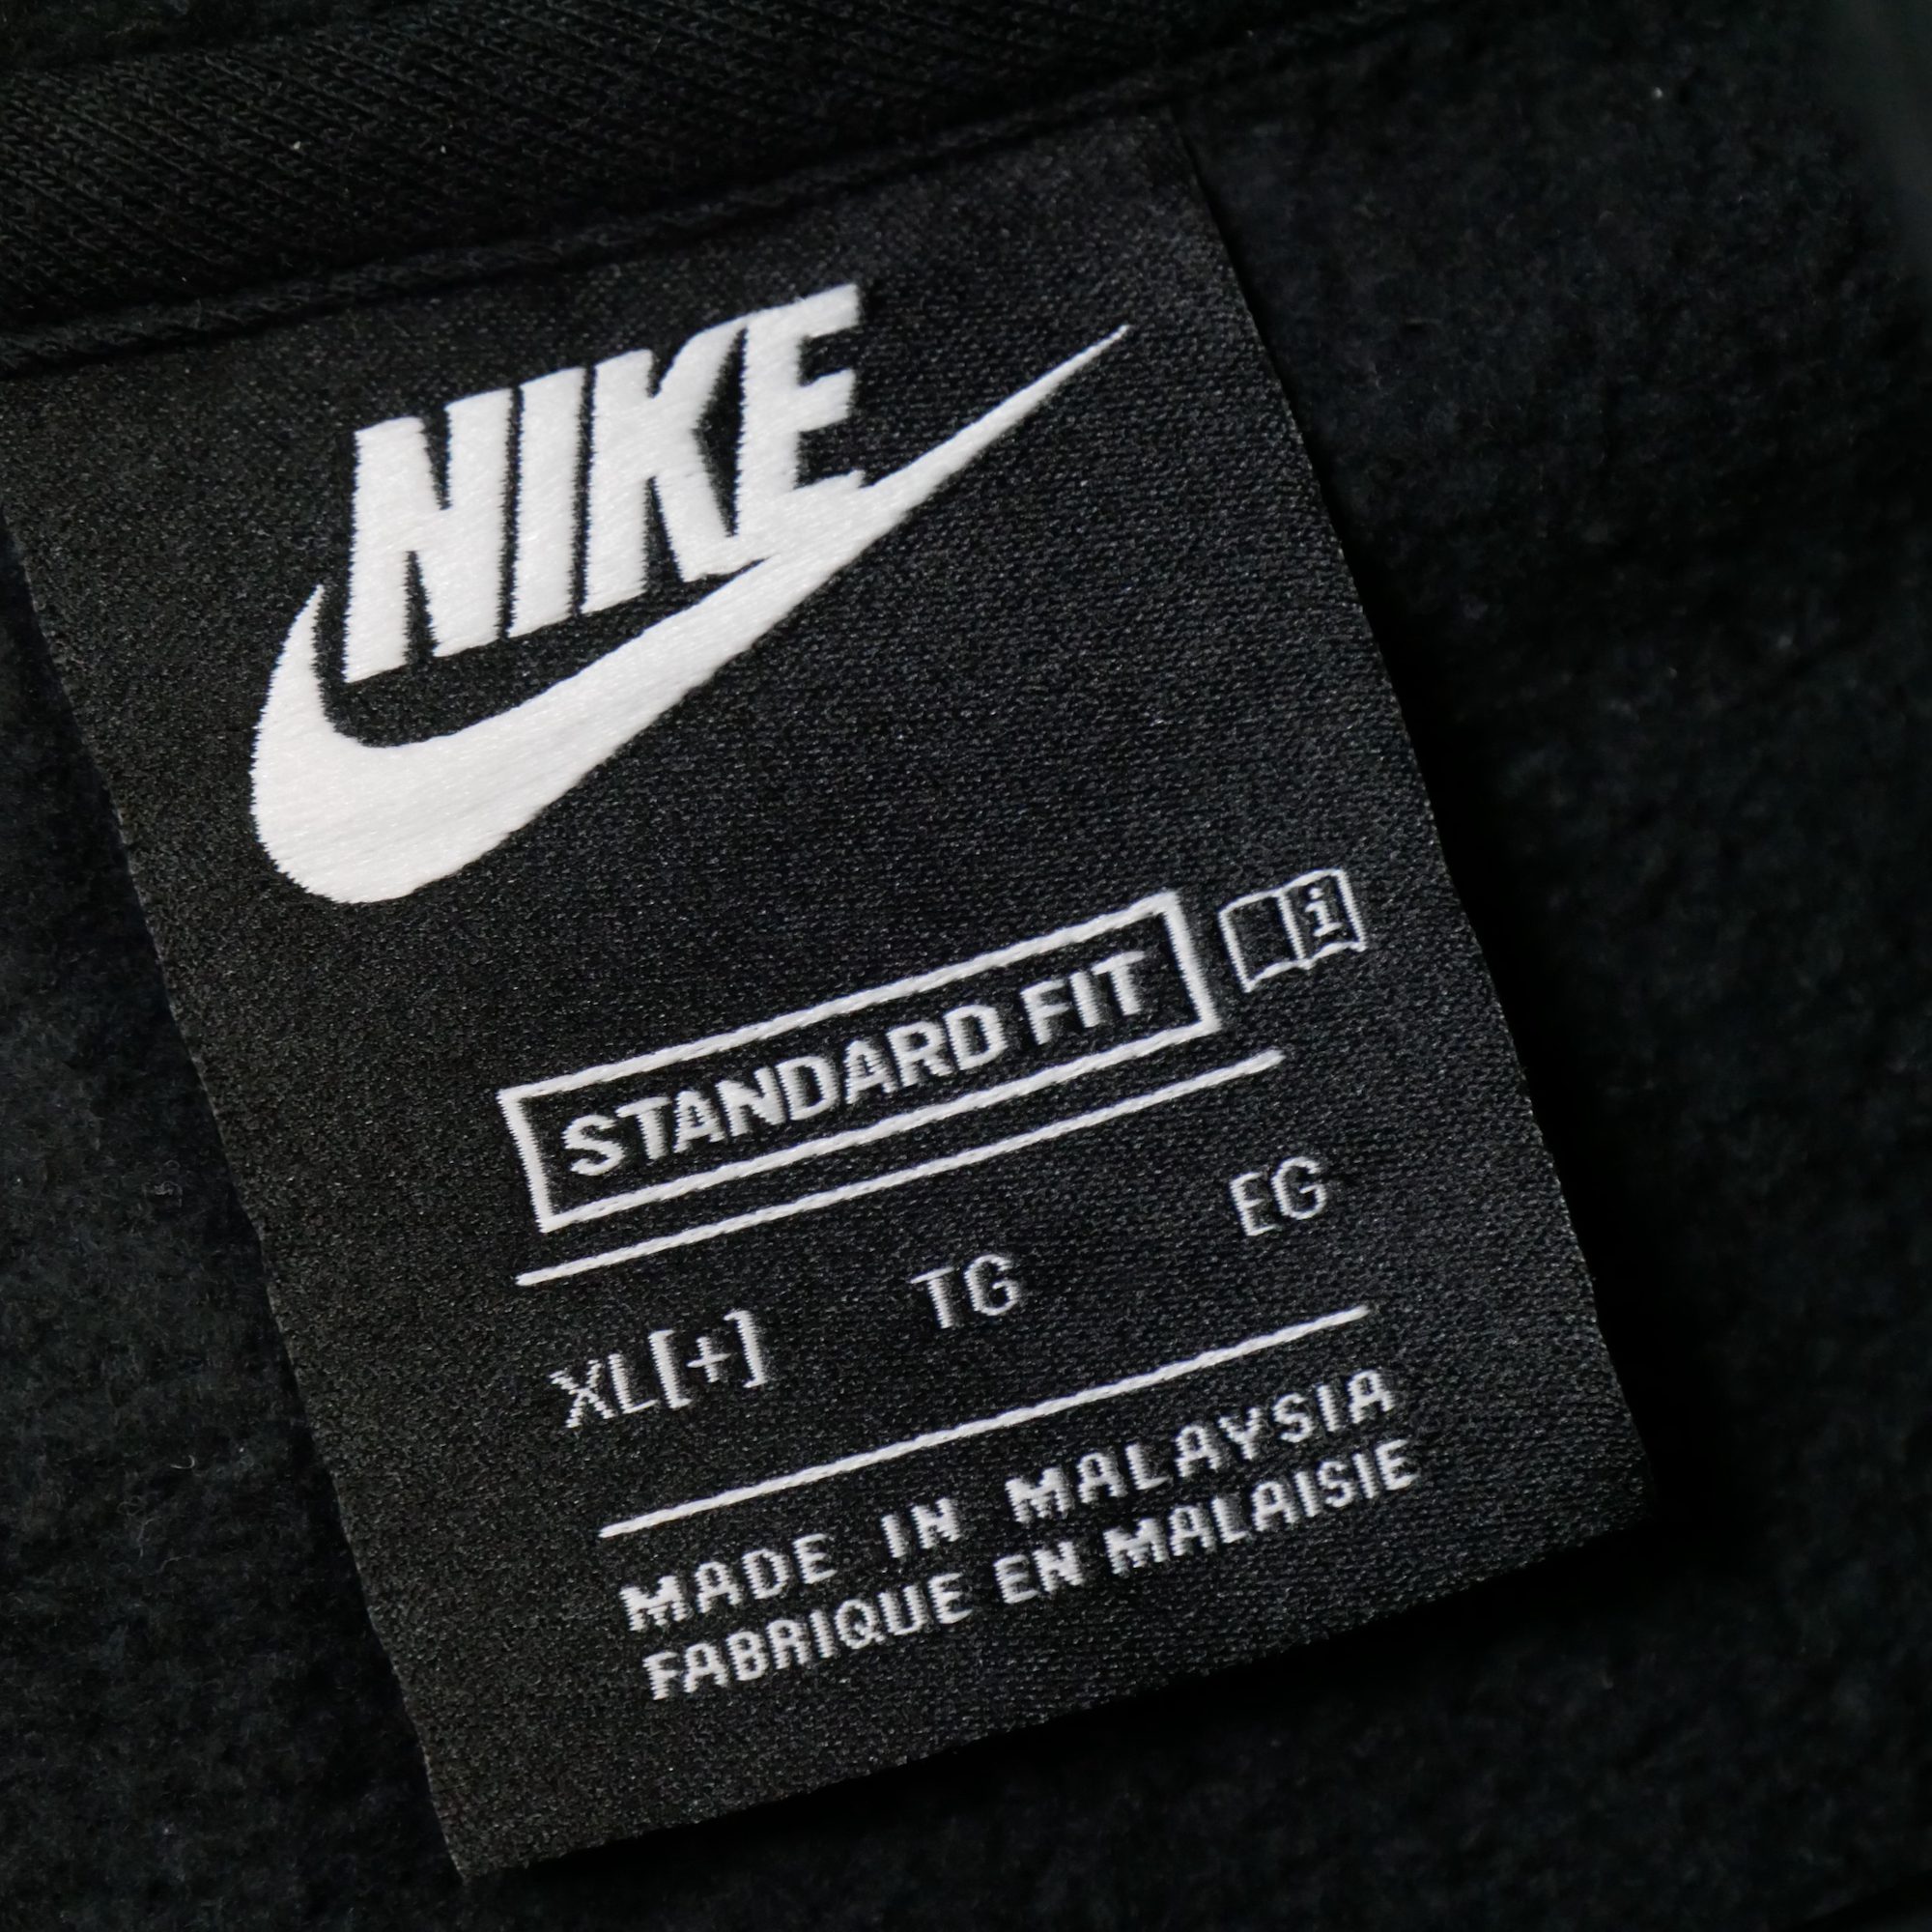 NIKE
STANDARD FIT i
XL[+] TG EG
MADE IN MALAYSIA
FABRIQUE EN MALAISIE